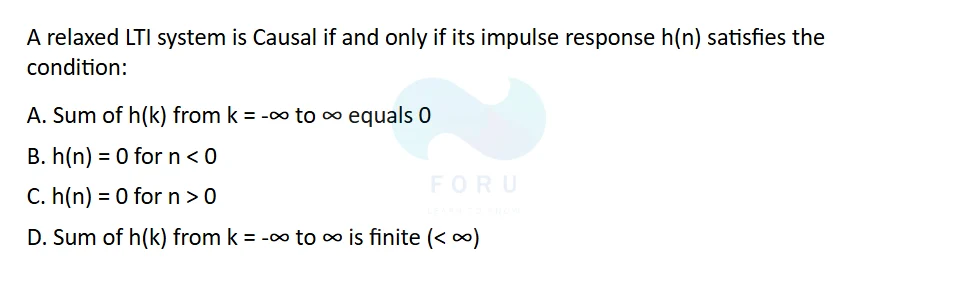 A relaxed LTI system is Causal if and only if its impulse response h(n) satisfies the
condition:
A. Sum of h(k) from k = -∞ to ∞ equals 0
B. h(n) = 0 for n < 0
C. h(n) = 0 for n > 0
FORU
D. Sum of h(k) from k = -∞ to ∞ is finite (< ∞)